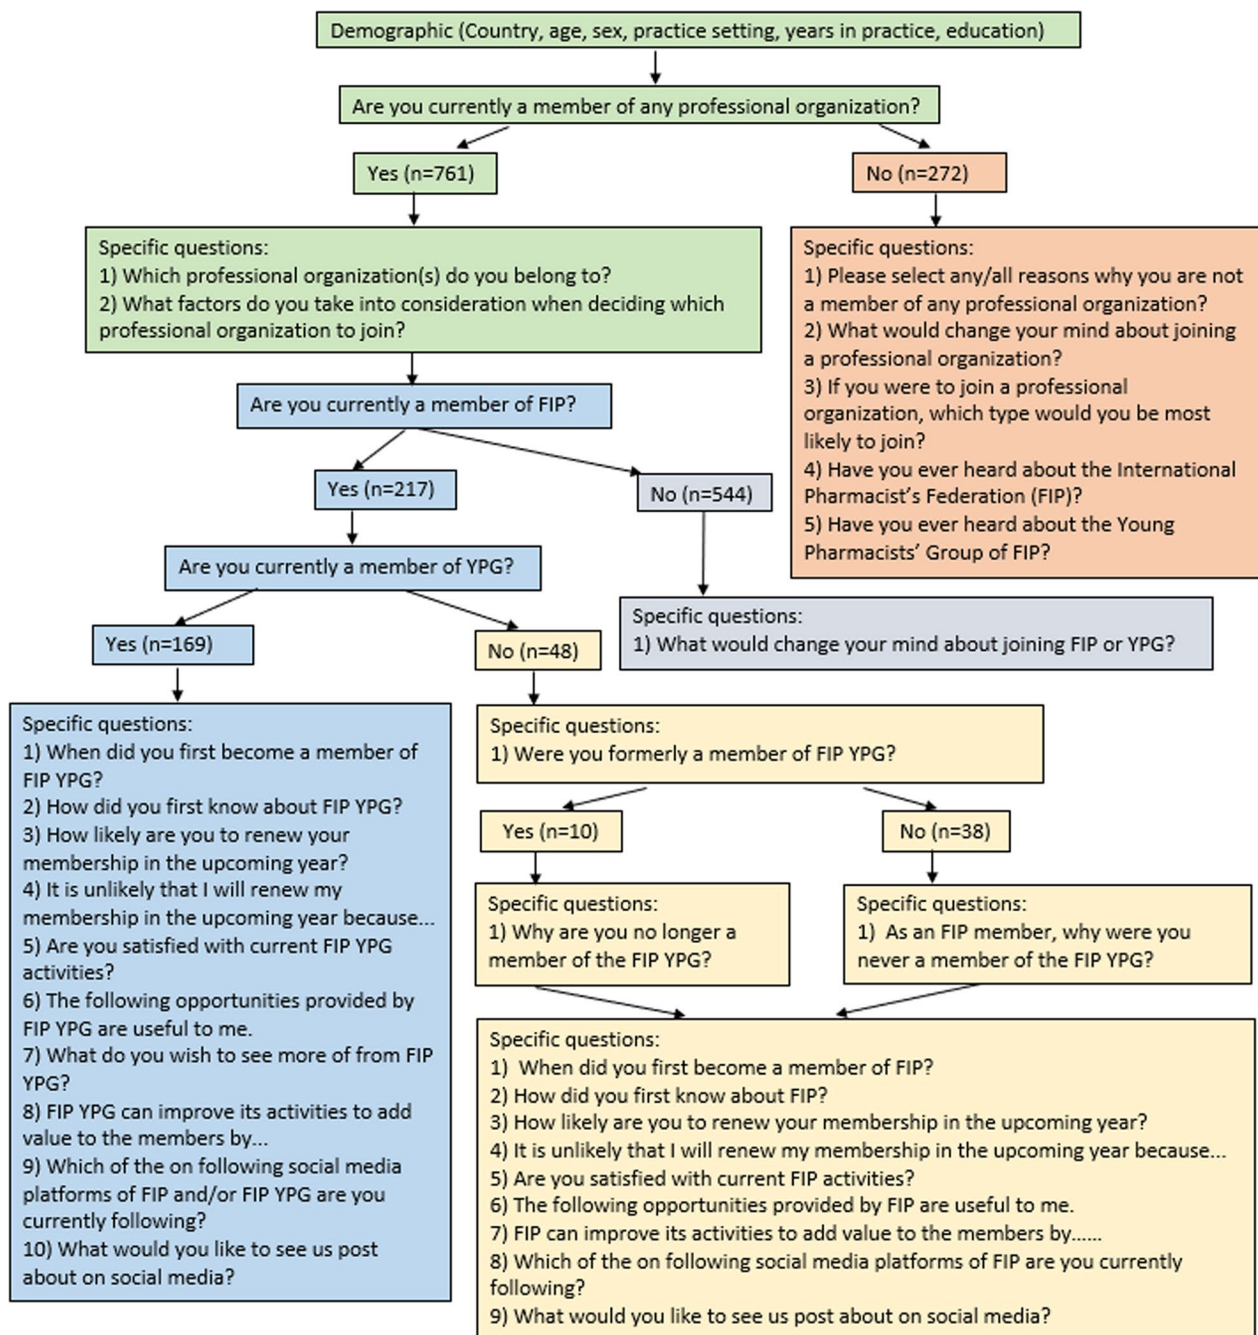 Demographic (Country, age, sex, practice setting, years in practice, education)
Are you currently a member of any professional organization?
Yes (n=761)
No (n=272)
Specific questions:
1) Which professional organization(s) do you belong to?
2) What factors do you take into consideration when deciding which
professional organization to join?
Specific questions:
1) Please select any/all reasons why you are not
a member of any professional organization?
2) What would change your mind about joining
a professional organization?
3) If you were to join a professional
organization, which type would you be most
likely to join?
4) Have you ever heard about the International
Pharmacist's Federation (FIP)?
5) Have you ever heard about the Young
Pharmacists' Group of FIP?
Are you currently a member of FIP?
Yes (n=217)
No (n=544)
Are you currently a member of YPG?
Specific questions:
1) What would change your mind about joining FIP or YPG?
Yes (n=169)
No (n=48)
Specific questions:
1) When did you first become a member of
FIP YPG?
2) How did you first know about FIP YPG?
3) How likely are you to renew your
membership in the upcoming year?
4) It is unlikely that I will renew my
membership in the upcoming year because...
5) Are you satisfied with current FIP YPG
activities?
6) The following opportunities provided by
FIP YPG are useful to me.
7) What do you wish to see more of from FIP
YPG?
8) FIP YPG can improve its activities to add
value to the members by...
9) Which of the on following social media
platforms of FIP and/or FIP YPG are you
currently following?
10) What would you like to see us post
about on social media?
Specific questions:
1) Were you formerly a member of FIP YPG?
Yes (n=10)
No (n=38)
Specific questions:
1) Why are you no longer a
member of the FIP YPG?
Specific questions:
1) As an FIP member, why were you
never a member of the FIP YPG?
Specific questions:
1) When did you first become a member of FIP?
2) How did you first know about FIP?
3) How likely are you to renew your membership in the upcoming year?
4) It is unlikely that I will renew my membership in the upcoming year because...
5) Are you satisfied with current FIP activities?
6) The following opportunities provided by FIP are useful to me.
7) FIP can improve its activities to add value to the members by......
8) Which of the on following social media platforms of FIP are you currently
following?
9) What would you like to see us post about on social media?